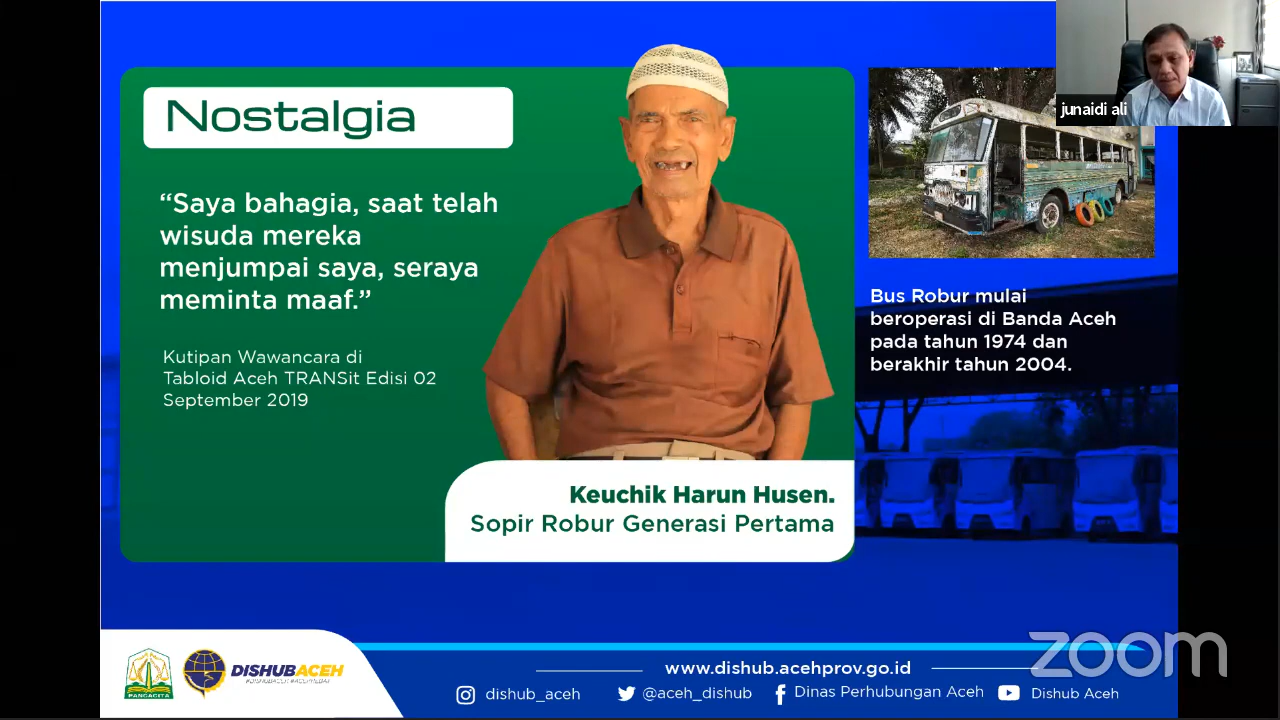 Nostalgia
“Saya bahagia, saat telah
wisuda mereka
menjumpai saya, seraya
meminta maaf.”
Kutipan Wawancara di
Tabloid Aceh TRANSit Edisi 02
September 2019
Keuchik Harun Husen.
Sopir Robur Generasi Pertama
junaidi ali
Bus Robur mulai
beroperasi di Banda Aceh
pada tahun 1974 dan
berakhir tahun 2004.
PANCACITA
DISHUBACEH
www.dishub.acehprov.go.id
dishub_aceh
@aceh_dishub
Dinas Perhubungan Aceh
Dishub Aceh
zoom